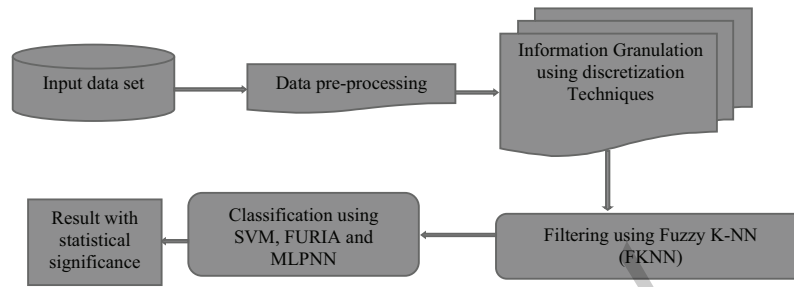 Input data set
Data pre-processing
Information Granulation
using discretization
Techniques
Result with
statistical
significance
Classification using
SVM, FURIA and
MLPNN
Filtering using Fuzzy K-NN
(FKNN)